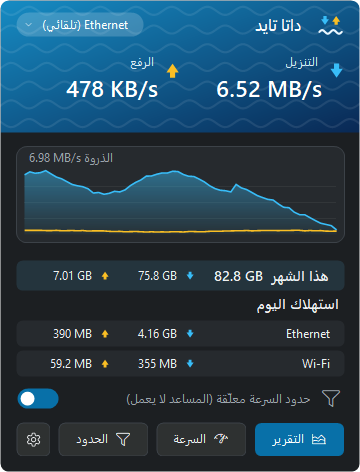 داتا تايد
Ethernet (تلقائي)
التنزيل
6.52 MB/s
الرفع
478 KB/s
الذروة 6.98 MB/s
هذا الشهر 82.8 GB 75.8 GB 7.01 GB
استهلاك اليوم
Ethernet 4.16 GB 390 MB
Wi-Fi 355 MB 59.2 MB
حدود السرعة معلّقة (المساعد لا يعمل)
التقرير
السرعة
الحدود